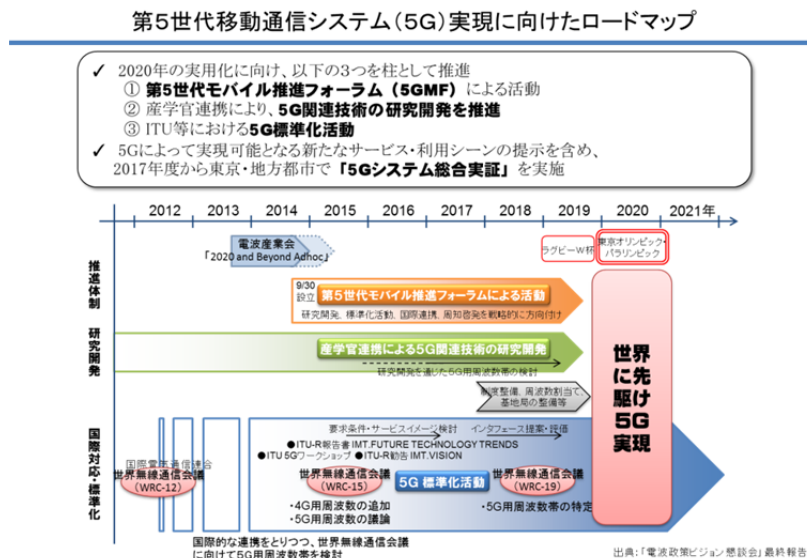 第5世代移動通信システム(5G)実現に向けたロードマップ
✓ 2020年の実用化に向け、以下の3つを柱として推進
① 第5世代モバイル推進フォーラム（5GMF）による活動
② 産学官連携により、5G関連技術の研究開発を推進
③ ITU等における5G標準化活動
✓ 5Gによって実現可能となる新たなサービス・利用シーンの提示を含め、
2017年度から東京・地方都市で「5Gシステム総合実証」を実施
2012 2013 2014 2015 2016 2017 2018 2019 2020 2021年
推進体制
電波産業会
「2020 and Beyond Adhoc」
ラグビーW杯
東京オリンピック・
パラリンピック
9/30
設立
第5世代モバイル推進フォーラムによる活動
研究開発、標準化活動、国際連携、周知啓発を戦略的に方向付け
研究開発
産学官連携による5G関連技術の研究開発
研究開発を通じた5G用周波数帯の検討
制度整備、周波数割当て、
基地局の整備等
世界に先駆け5G実現
国際対応・標準化
要求条件・サービスイメージ検討
インタフェース提案・評価
●ITU-R報告書 IMT.FUTURE TECHNOLOGY TRENDS
●ITU 5Gワークショップ ●ITU-R勧告 IMT.VISION
国際電気通信連合
世界無線通信会議
(WRC-12)
世界無線通信会議
(WRC-15)
5G 標準化活動
世界無線通信会議
(WRC-19)
・4G用周波数の追加
・5G用周波数の議論
・5G用周波数帯の特定
国際的な連携をとりつつ、世界無線通信会議
に向けて5G用周波数帯を検討
出典:「電波政策ビジョン懇談会」最終報告